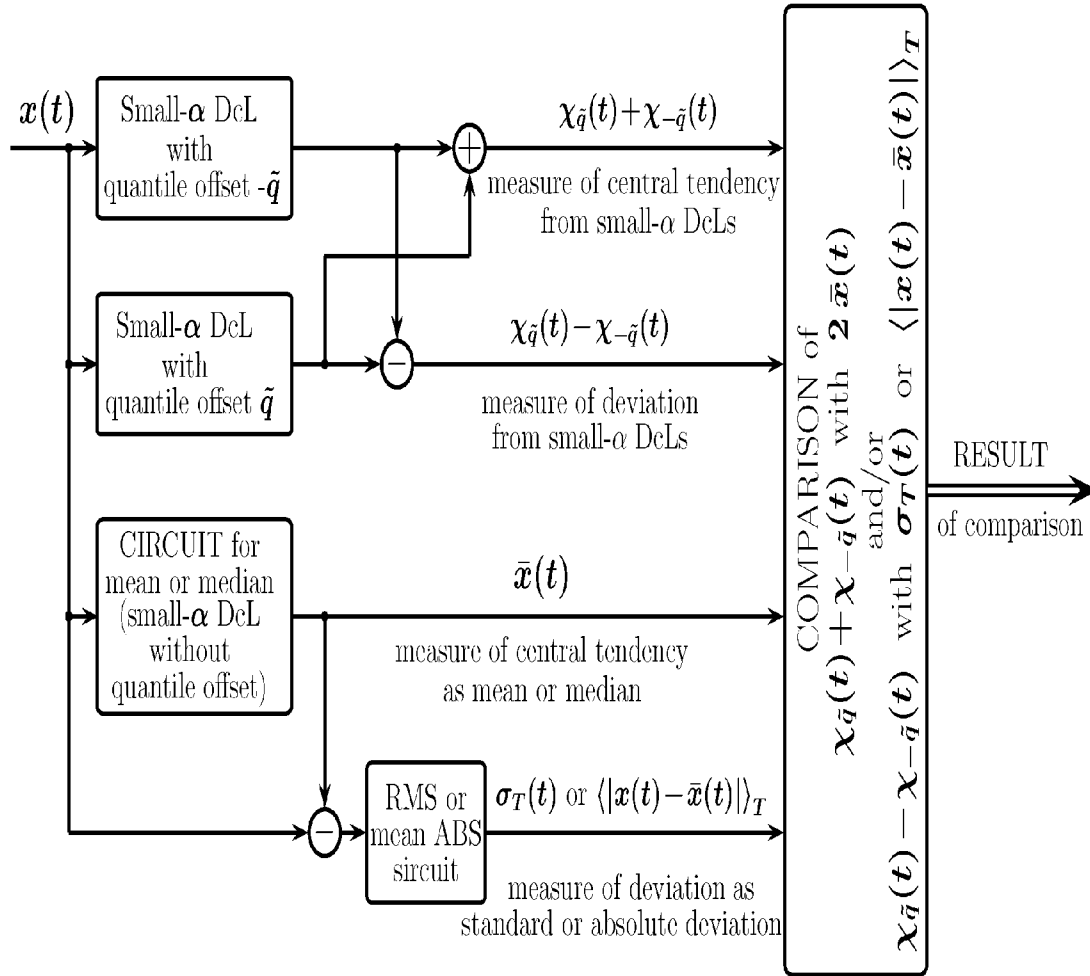 x(t)
Small-α DcL
with
quantile offset -q̃
+
χ_q̃(t)+χ_−q̃(t)
measure of central tendency
from small-α DcLs
Small-α DcL
with
quantile offset q̃
−
χ_q̃(t)−χ_−q̃(t)
measure of deviation
from small-α DcLs
CIRCUIT for
mean or median
(small-α DcL
without
quantile offset)
x̄(t)
measure of central tendency
as mean or median
−
RMS or
mean ABS
sircuit
σ_T(t) or ⟨|x(t)−x̄(t)|⟩_T
measure of deviation as
standard or absolute deviation
COMPARISON of
χ_q̃(t)+χ_−q̃(t) with 2 x̄(t)
and/or
χ_q̃(t)−χ_−q̃(t) with σ_T(t) or ⟨|x(t)−x̄(t)|⟩_T
RESULT
of comparison